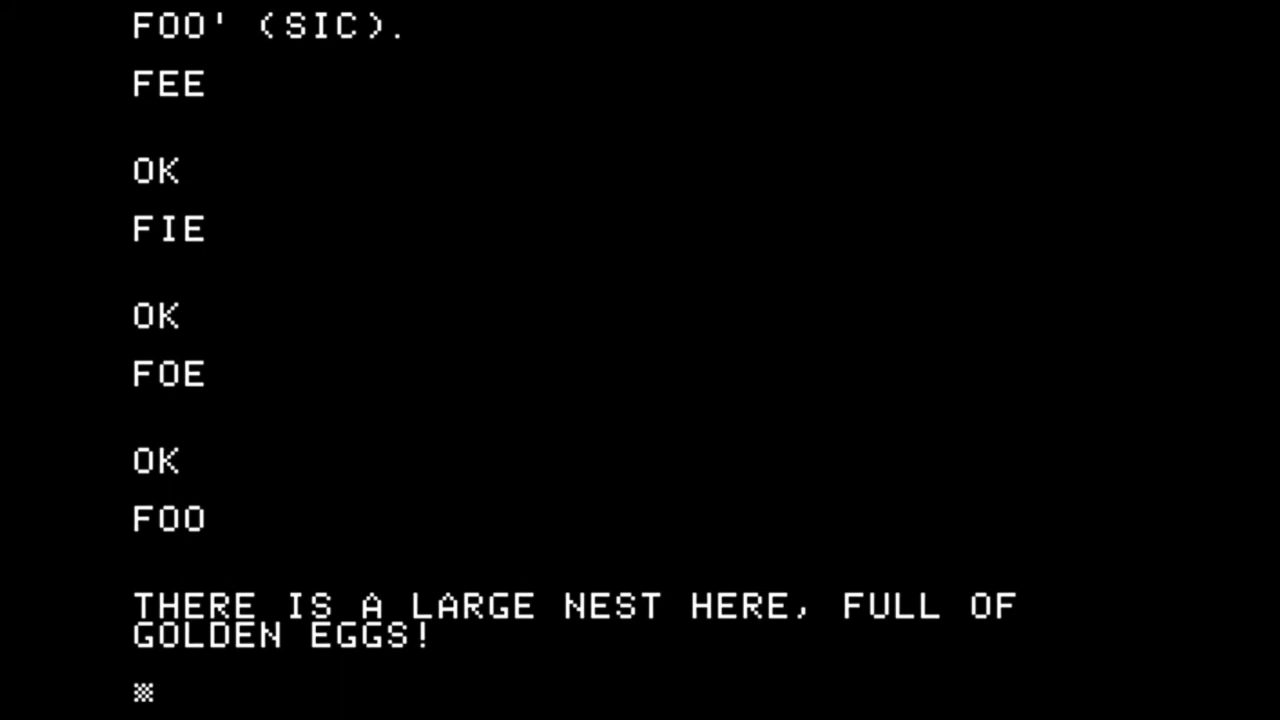 FOO' (SIC).
FEE
OK
FIE
OK
FOE
OK
FOO
THERE IS A LARGE NEST HERE, FULL OF
GOLDEN EGGS!